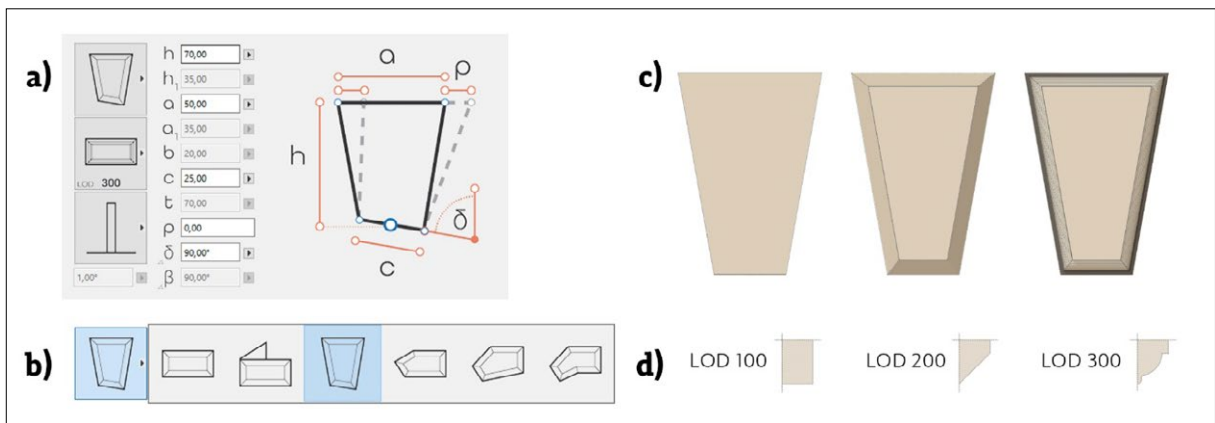 a)
h 70,00
h1 35,00
a 50,00
a1 35,00
b 20,00
c 25,00
t 70,00
ρ 0,00
δ 90,00°
β 90,00°
LOD 300
1,00°
a
ρ
h
δ
c
b)
c)
d)
LOD 100
LOD 200
LOD 300